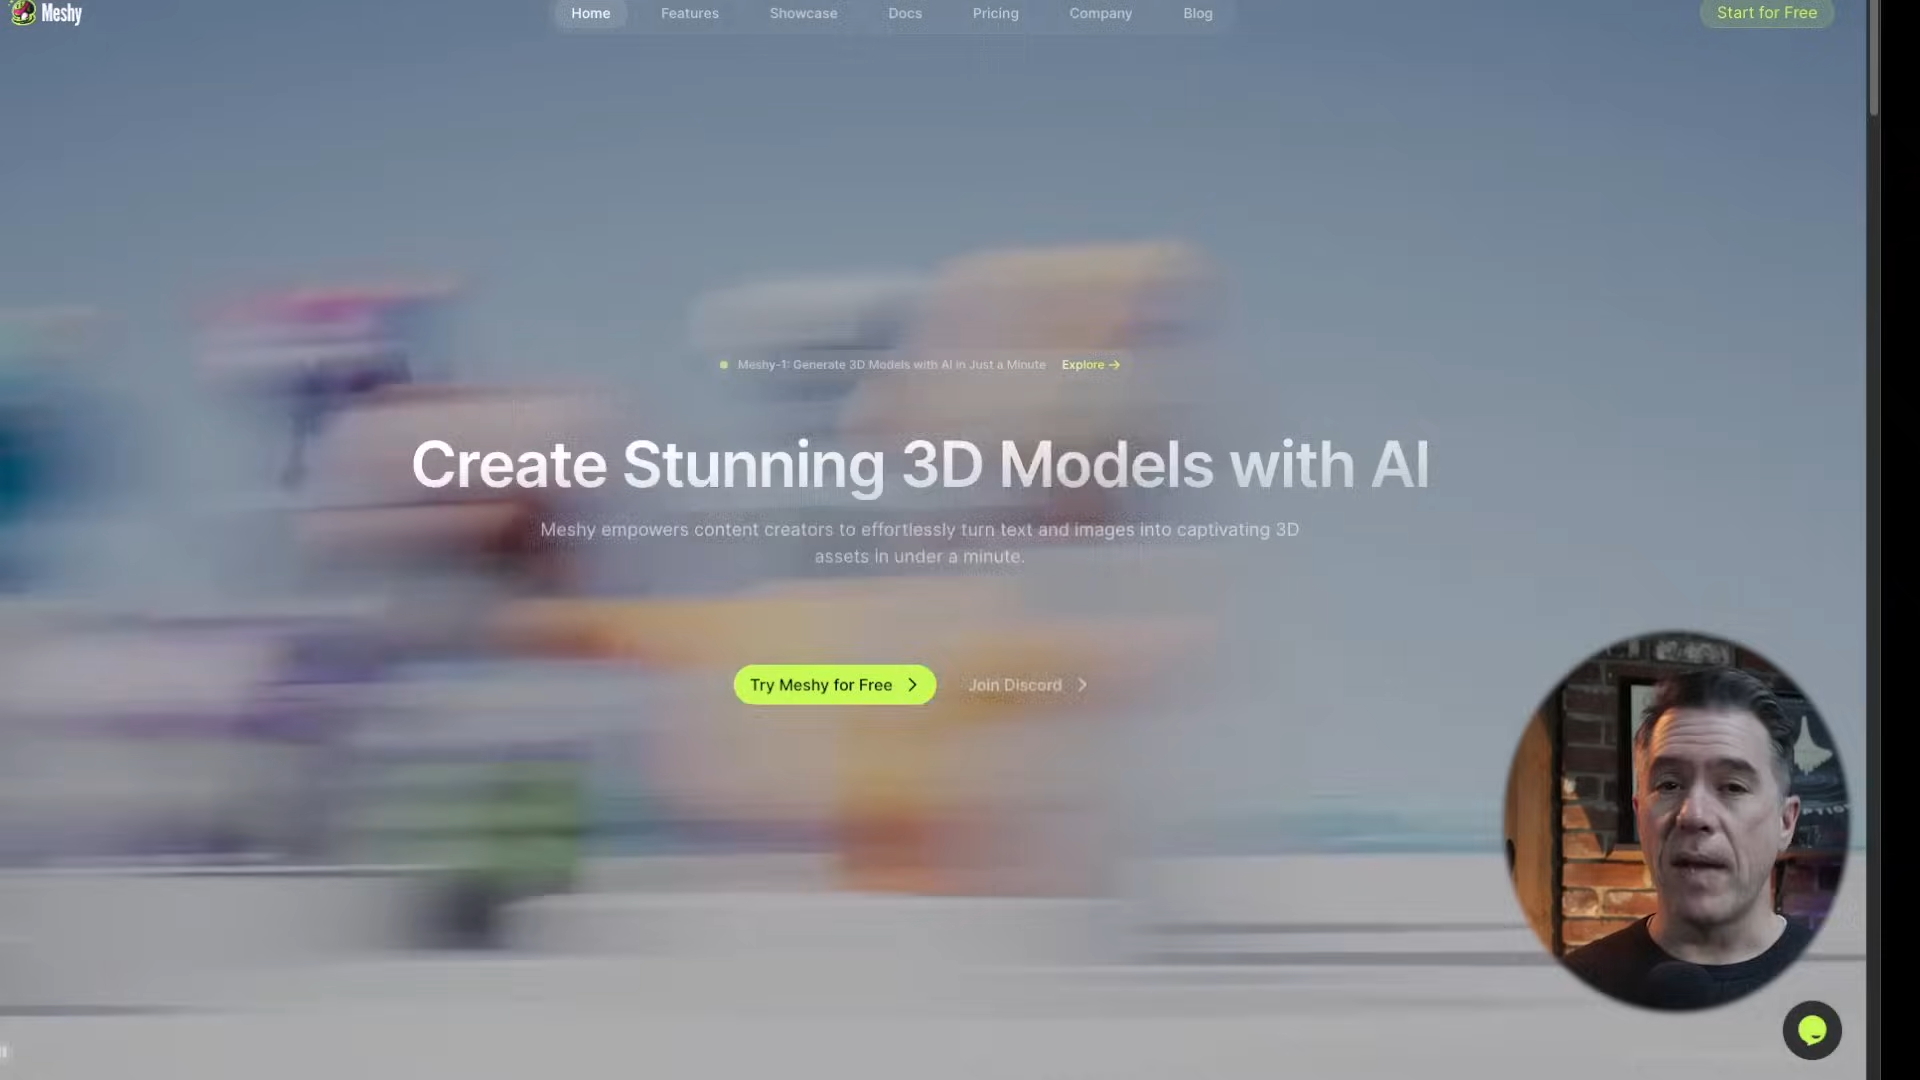 Meshy
Home
Features
Showcase
Docs
Pricing
Company
Blog
Start for Free
Meshy-1: Generate 3D Models with AI in Just a Minute
Explore →
Create Stunning 3D Models with AI
Meshy empowers content creators to effortlessly turn text and images into captivating 3D
assets in under a minute.
Try Meshy for Free
Join Discord